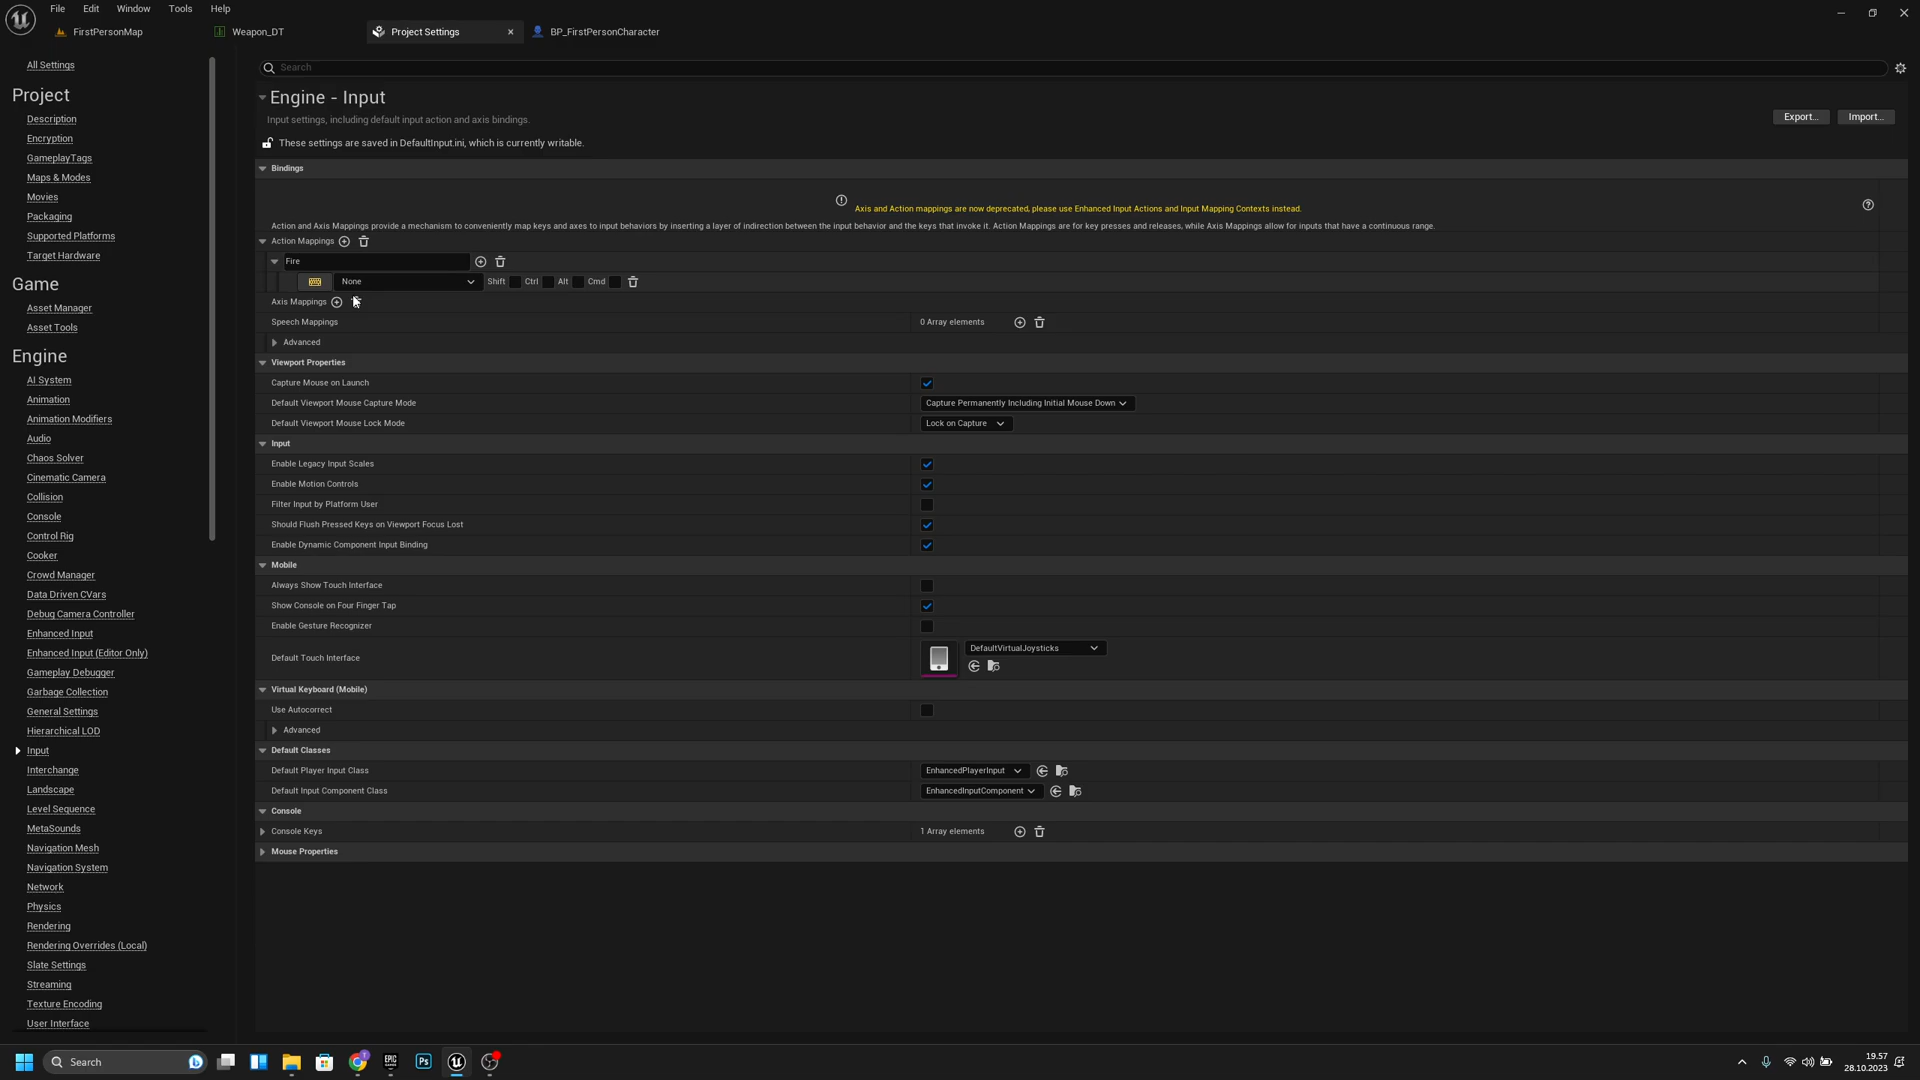 File Edit Window Tools Help
FirstPersonMap Weapon_DT Project Settings BP_FirstPersonCharacter
All Settings
Project
Description
Encryption
GameplayTags
Maps & Modes
Movies
Packaging
Supported Platforms
Target Hardware
Game
Asset Manager
Asset Tools
Engine
AI System
Animation
Animation Modifiers
Audio
Chaos Solver
Cinematic Camera
Collision
Console
Control Rig
Cooker
Crowd Manager
Data Driven CVars
Debug Camera Controller
Enhanced Input
Enhanced Input (Editor Only)
Gameplay Debugger
Garbage Collection
General Settings
Hierarchical LOD
Input
Interchange
Landscape
Level Sequence
MetaSounds
Navigation Mesh
Navigation System
Network
Physics
Rendering
Rendering Overrides (Local)
Slate Settings
Streaming
Texture Encoding
User Interface
Search
Engine - Input
Input settings, including default input action and axis bindings.
Export... Import...
These settings are saved in DefaultInput.ini, which is currently writable.
Bindings
Axis and Action mappings are now deprecated, please use Enhanced Input Actions and Input Mapping Contexts instead.
Action and Axis Mappings provide a mechanism to conveniently map keys and axes to input behaviors by inserting a layer of indirection between the input behavior and the keys that invoke it. Action Mappings are for key presses and releases, while Axis Mappings allow for inputs that have a continuous range.
Action Mappings
Fire
None Shift Ctrl Alt Cmd
Axis Mappings
Speech Mappings 0 Array elements
Advanced
Viewport Properties
Capture Mouse on Launch
Default Viewport Mouse Capture Mode Capture Permanently Including Initial Mouse Down
Default Viewport Mouse Lock Mode Lock on Capture
Input
Enable Legacy Input Scales
Enable Motion Controls
Filter Input by Platform User
Should Flush Pressed Keys on Viewport Focus Lost
Enable Dynamic Component Input Binding
Mobile
Always Show Touch Interface
Show Console on Four Finger Tap
Enable Gesture Recognizer
Default Touch Interface DefaultVirtualJoysticks
Virtual Keyboard (Mobile)
Use Autocorrect
Advanced
Default Classes
Default Player Input Class EnhancedPlayerInput
Default Input Component Class EnhancedInputComponent
Console
Console Keys 1 Array elements
Mouse Properties
Search
EPIC
Ps
19.57
28.10.2023